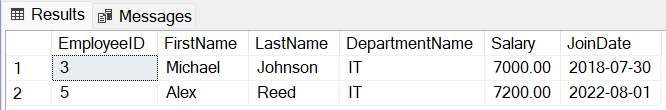 Results Messages
EmployeeID FirstName LastName DepartmentName Salary JoinDate
1 3 Michael Johnson IT 7000.00 2018-07-30
2 5 Alex Reed IT 7200.00 2022-08-01